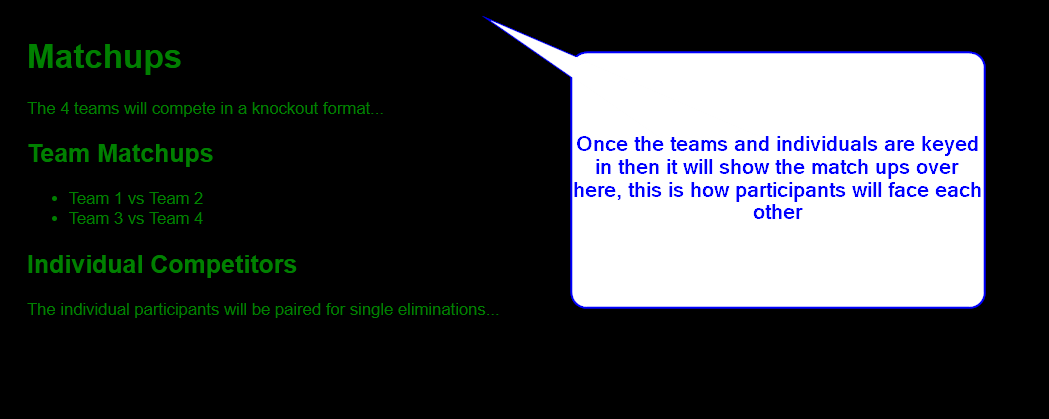 Matchups
The 4 teams will compete in a knockout format...
Team Matchups
• Team 1 vs Team 2
• Team 3 vs Team 4
Individual Competitors
The individual participants will be paired for single eliminations...
Once the teams and individuals are keyed
in then it will show the match ups over
here, this is how participants will face each
other